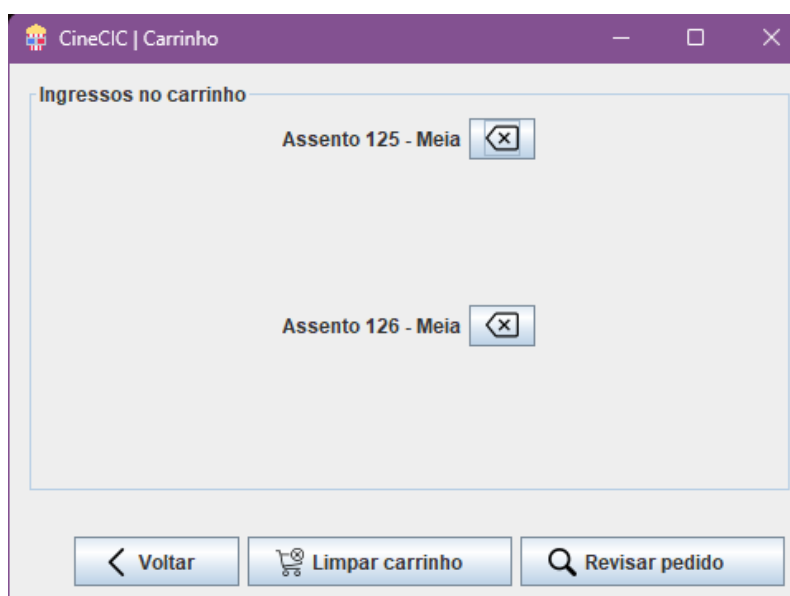 CineCIC | Carrinho
Ingressos no carrinho
Assento 125 - Meia
Assento 126 - Meia
Voltar
Limpar carrinho
Revisar pedido